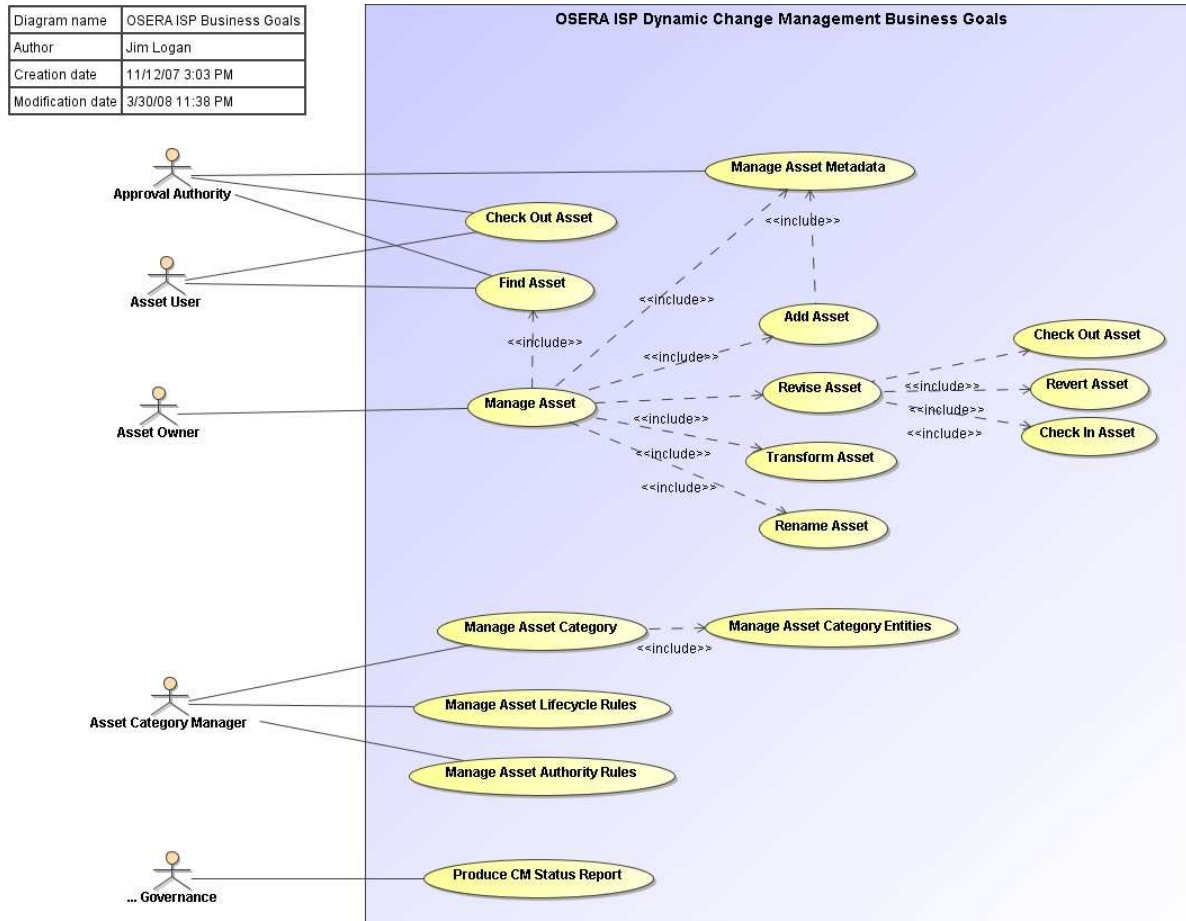 Diagram name OSERA ISP Business Goals
Author Jim Logan
Creation date 11/12/07 3:03 PM
Modification date 3/30/08 11:38 PM
OSERA ISP Dynamic Change Management Business Goals
Approval Authority
Manage Asset Metadata
Check Out Asset
<<include>>
Asset User
Find Asset
<<include>>
Add Asset
<<include>>
<<include>>
Check Out Asset
Asset Owner
Manage Asset
Revise Asset
<<include>>
Revert Asset
<<include>>
<<include>>
<<include>>
Check In Asset
<<include>>
Transform Asset
<<include>>
Rename Asset
Manage Asset Category
<<include>>
Manage Asset Category Entities
Asset Category Manager
Manage Asset Lifecycle Rules
Manage Asset Authority Rules
... Governance
Produce CM Status Report